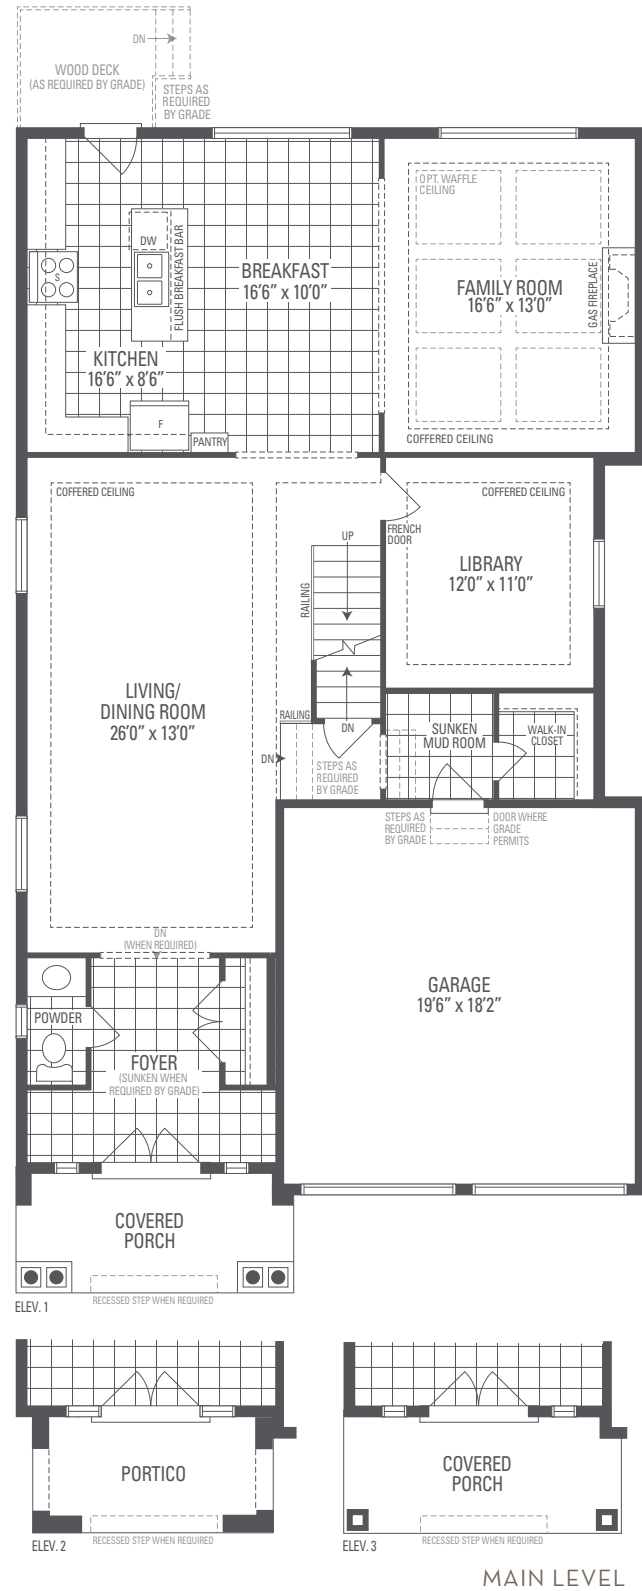 DN
WOOD DECK
(AS REQUIRED BY GRADE)
STEPS AS
REQUIRED
BY GRADE
OPT. WAFFLE
CEILING
DW
S
FLUSH BREAKFAST BAR
BREAKFAST
16'6" x 10'0"
FAMILY ROOM
16'6" x 13'0"
GAS FIREPLACE
KITCHEN
16'6" x 8'6"
F
PANTRY
COFFERED CEILING
COFFERED CEILING
COFFERED CEILING
FRENCH
DOOR
UP
RAILING
LIBRARY
12'0" x 11'0"
LIVING/
DINING ROOM
26'0" x 13'0"
RAILING
DN
DN
STEPS AS
REQUIRED
BY GRADE
SUNKEN
MUD ROOM
WALK-IN
CLOSET
STEPS AS
REQUIRED
BY GRADE
DOOR WHERE
GRADE
PERMITS
DN
(WHEN REQUIRED)
GARAGE
19'6" x 18'2"
POWDER
FOYER
(SUNKEN WHEN
REQUIRED BY GRADE)
COVERED
PORCH
RECESSED STEP WHEN REQUIRED
ELEV. 1
PORTICO
RECESSED STEP WHEN REQUIRED
ELEV. 2
COVERED
PORCH
RECESSED STEP WHEN REQUIRED
ELEV. 3
MAIN LEVEL